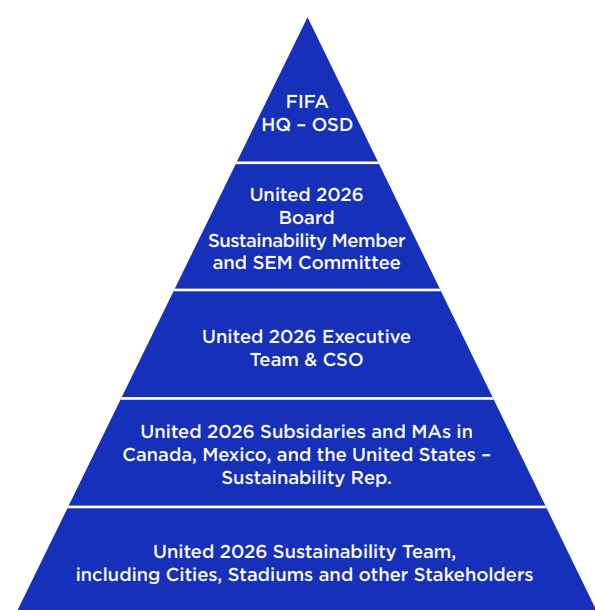 FIFA
HQ – OSD
United 2026
Board
Sustainability Member
and SEM Committee
United 2026 Executive
Team & CSO
United 2026 Subsidaries and MAs in
Canada, Mexico, and the United States –
Sustainability Rep.
United 2026 Sustainability Team,
including Cities, Stadiums and other Stakeholders